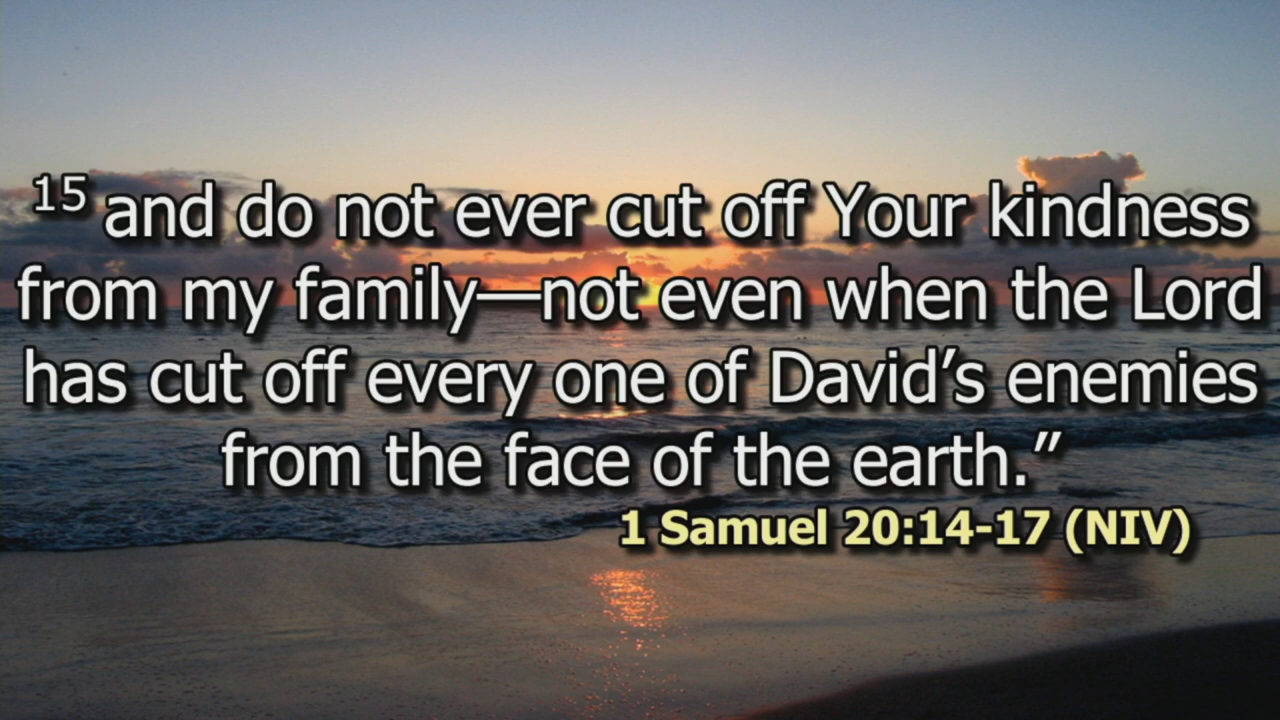 15 and do not ever cut off Your kindness
from my family—not even when the Lord
has cut off every one of David’s enemies
from the face of the earth.”
1 Samuel 20:14-17 (NIV)